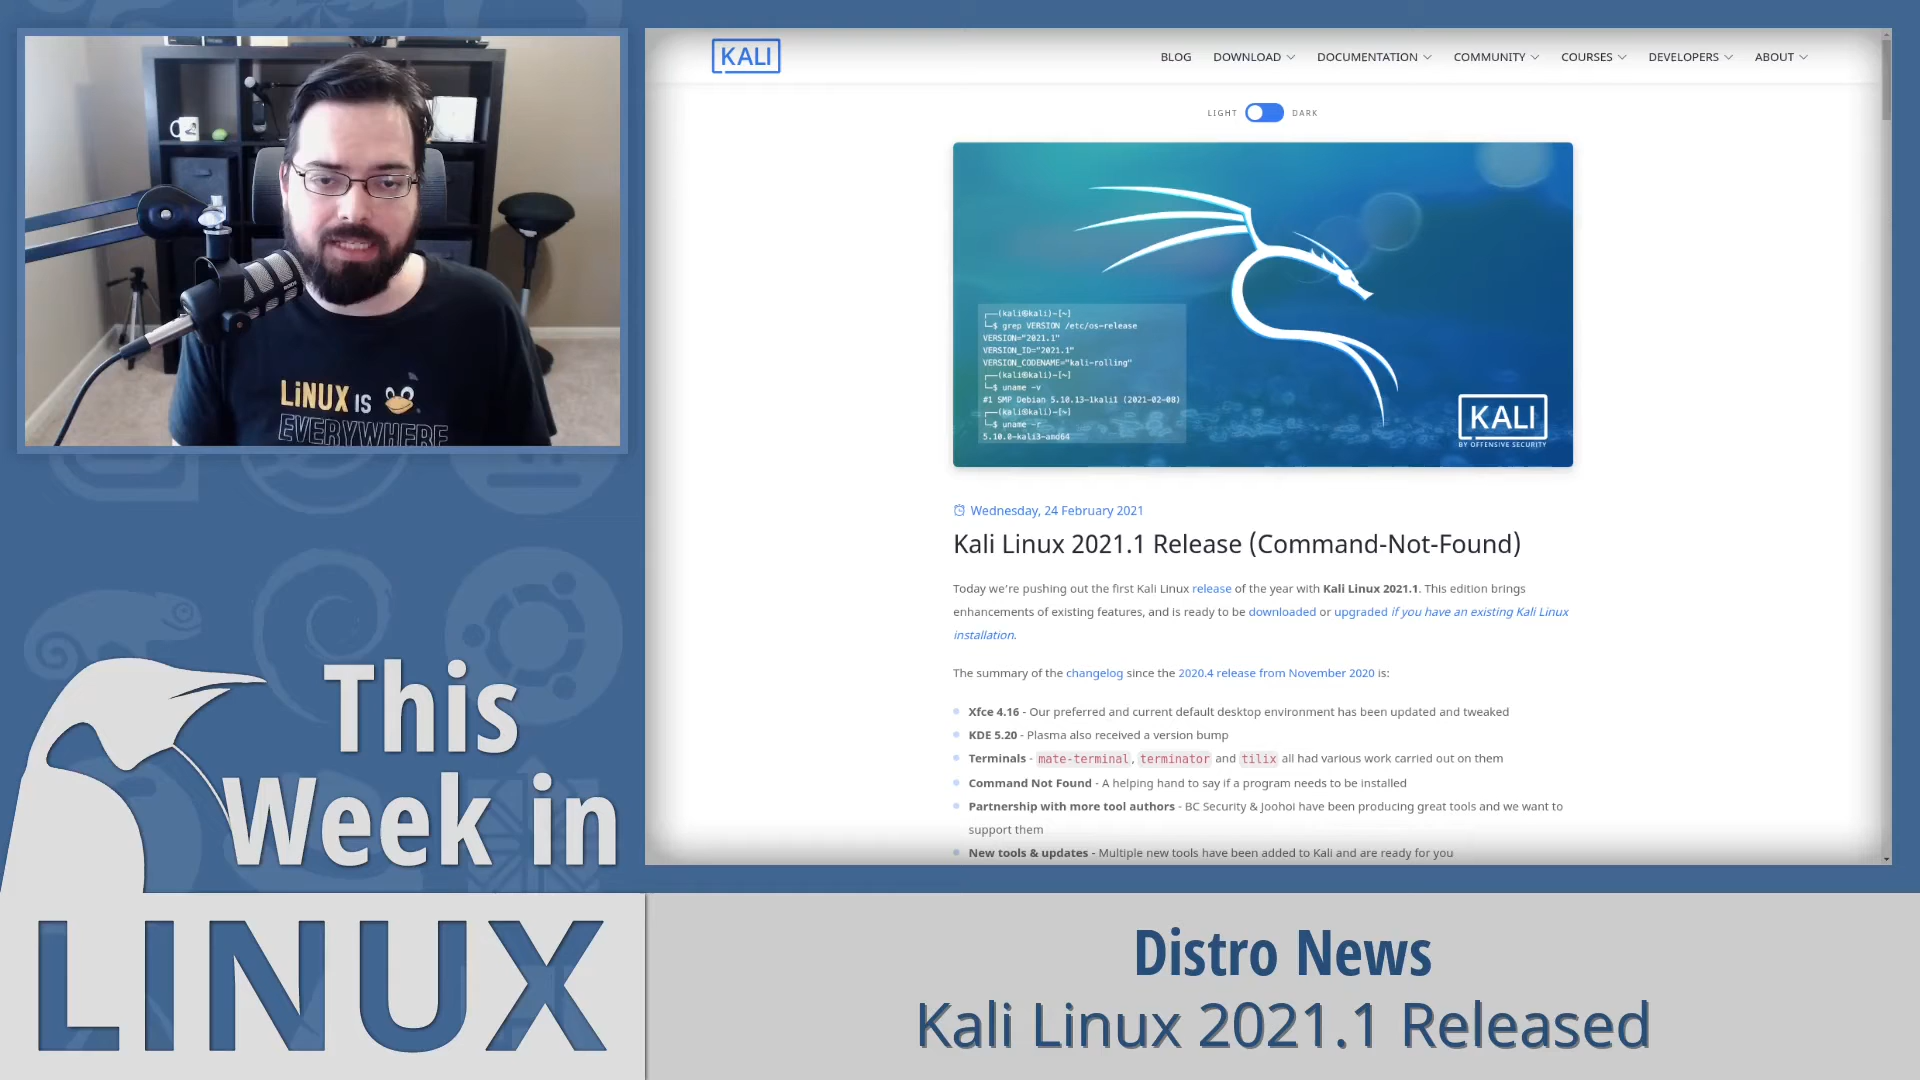 LiNUX IS
EVERYWHERE
This
Week in
LINUX
KALI
BLOG DOWNLOAD DOCUMENTATION COMMUNITY COURSES DEVELOPERS ABOUT
LIGHT DARK
┌──(kali㉿kali)-[~]
└─$ grep VERSION /etc/os-release
VERSION="2021.1"
VERSION_ID="2021.1"
VERSION_CODENAME="kali-rolling"
┌──(kali㉿kali)-[~]
└─$ uname -v
#1 SMP Debian 5.10.13-1kali1 (2021-02-08)
┌──(kali㉿kali)-[~]
└─$ uname -r
5.10.0-kali3-amd64
KALI
BY OFFENSIVE SECURITY
Wednesday, 24 February 2021
Kali Linux 2021.1 Release (Command-Not-Found)
Today we're pushing out the first Kali Linux release of the year with Kali Linux 2021.1. This edition brings
enhancements of existing features, and is ready to be downloaded or upgraded if you have an existing Kali Linux
installation.
The summary of the changelog since the 2020.4 release from November 2020 is:
Xfce 4.16 - Our preferred and current default desktop environment has been updated and tweaked
KDE 5.20 - Plasma also received a version bump
Terminals - mate-terminal, terminator and tilix all had various work carried out on them
Command Not Found - A helping hand to say if a program needs to be installed
Partnership with more tool authors - BC Security & Joohoi have been producing great tools and we want to
support them
New tools & updates - Multiple new tools have been added to Kali and are ready for you
Distro News
Kali Linux 2021.1 Released